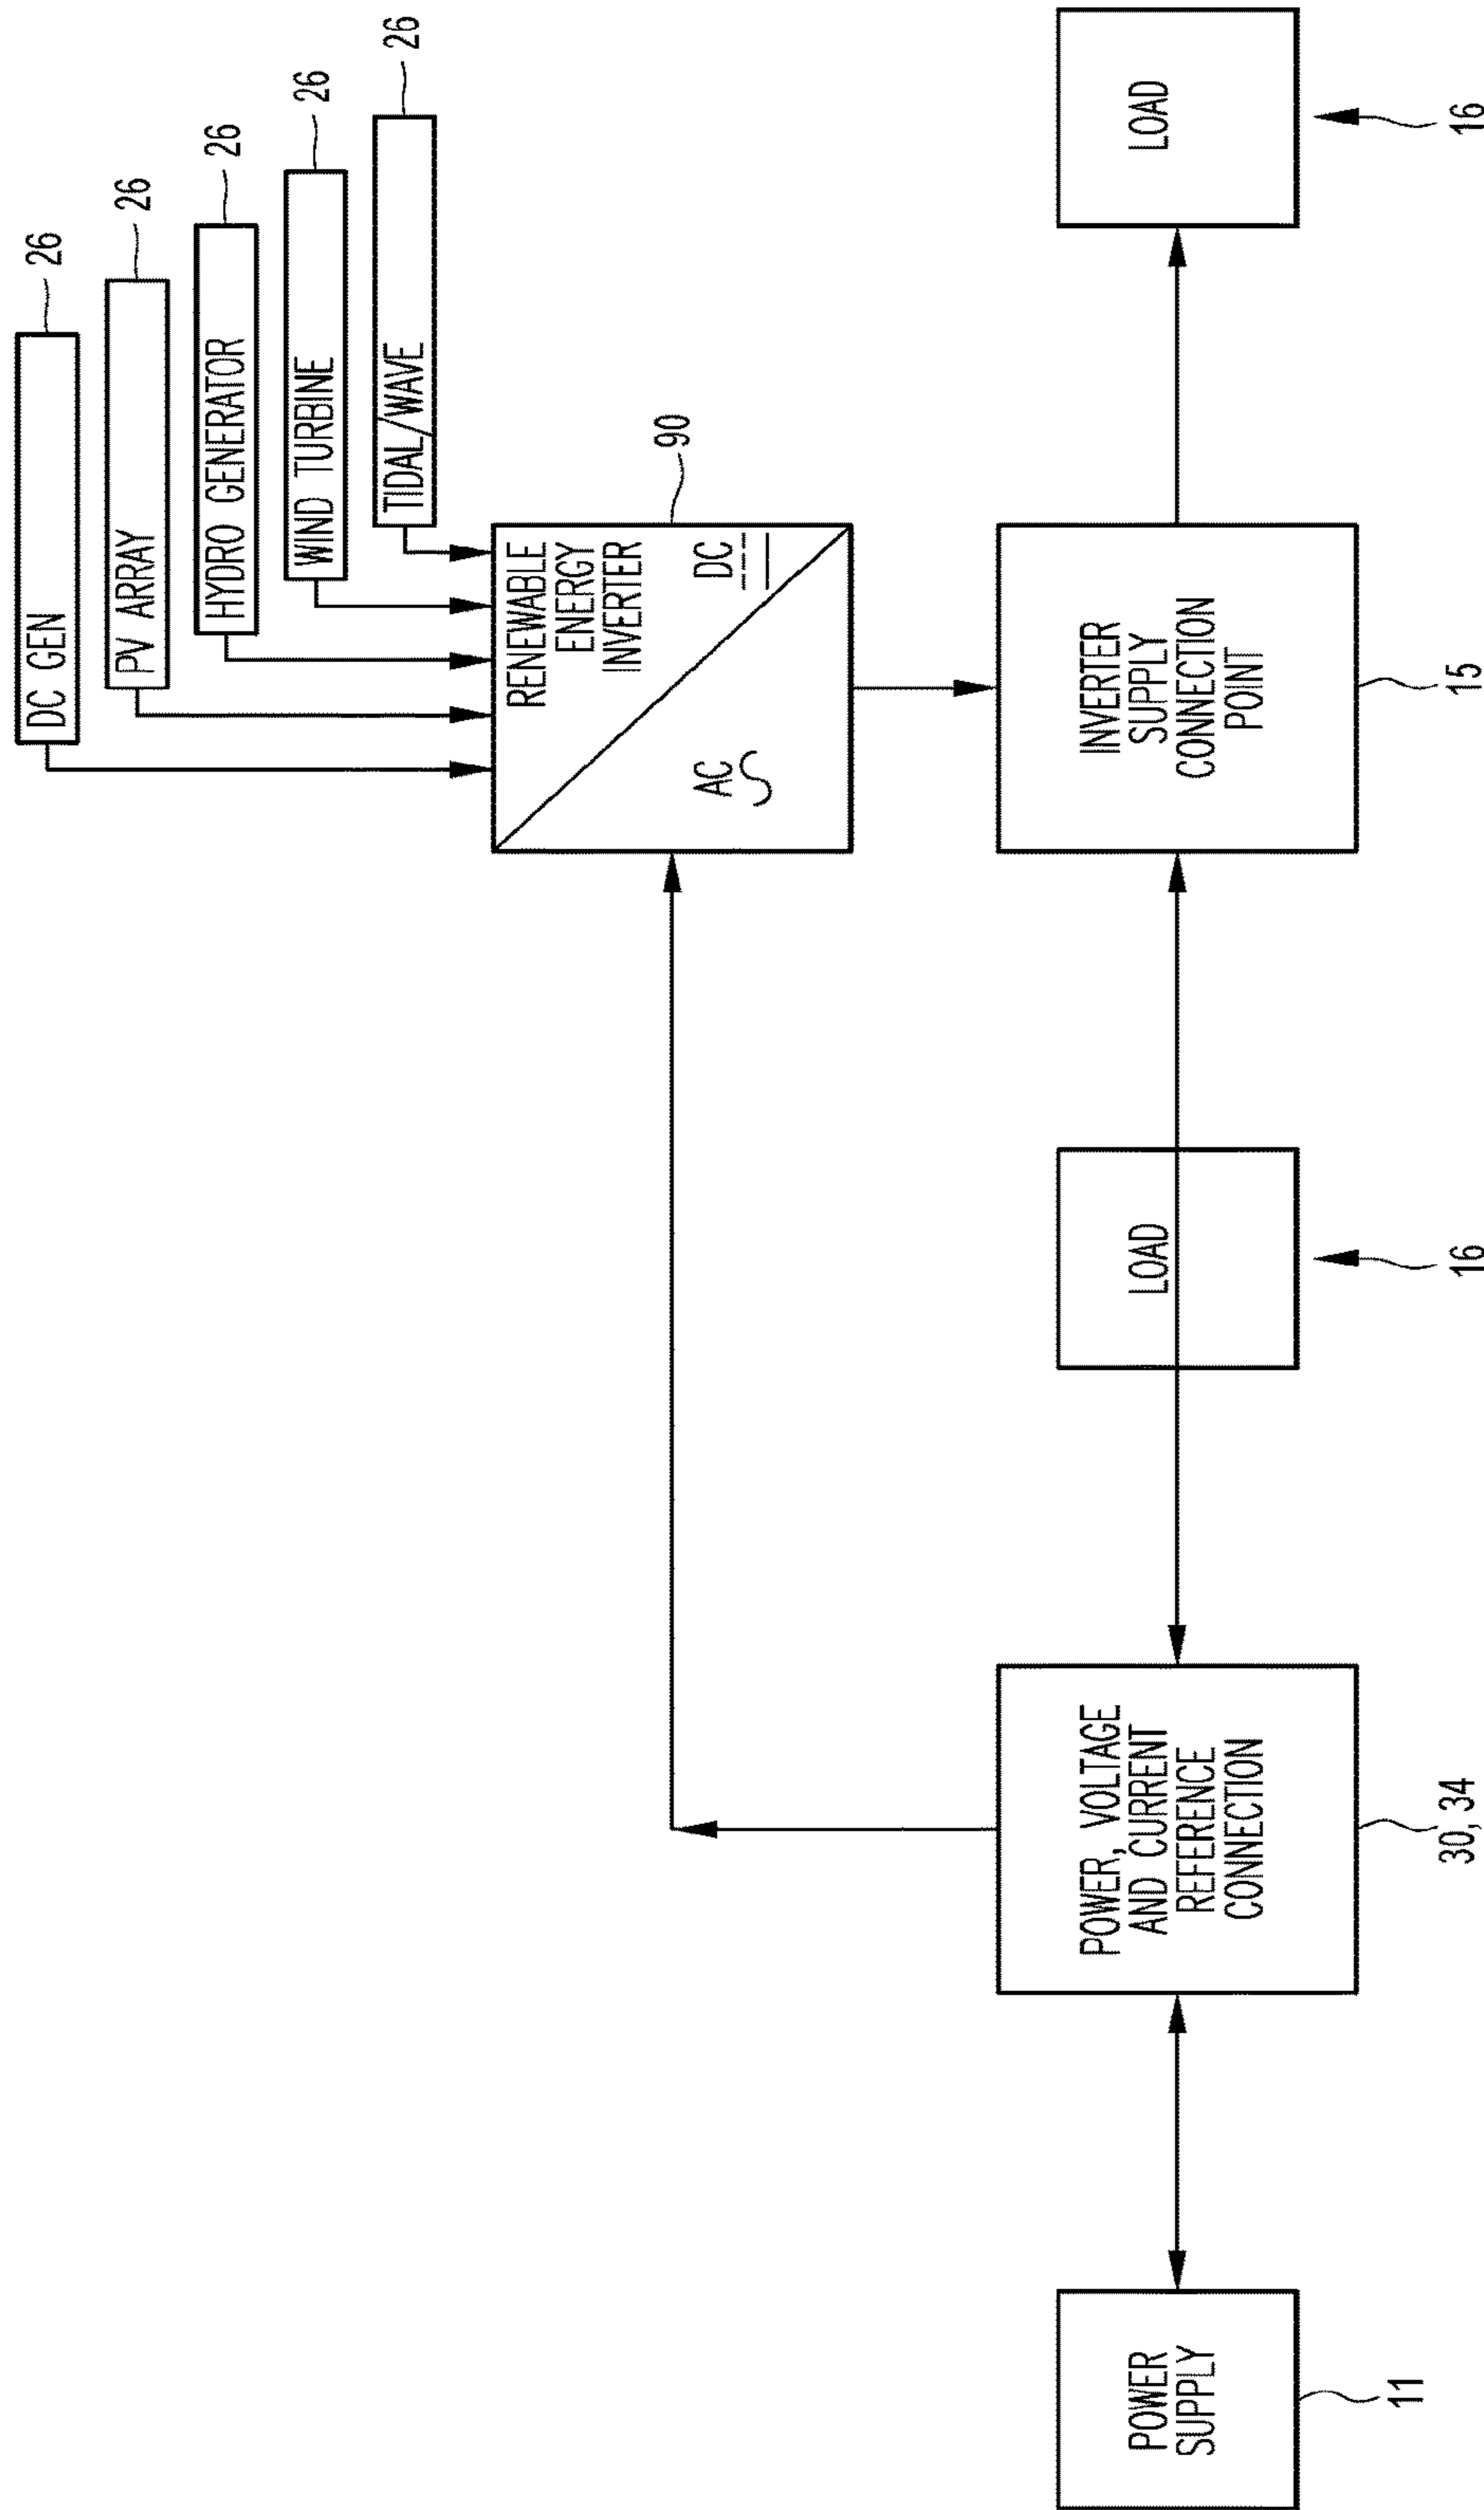 DC GEN
26
PV ARRAY
26
HYDRO GENERATOR
26
WIND TURBINE
26
TIDAL/WAVE
26
RENEWABLE
ENERGY
INVERTER
DC
AC
90
POWER
SUPPLY
11
POWER, VOLTAGE
AND CURRENT
REFERENCE
CONNECTION
30, 34
LOAD
16
INVERTER
SUPPLY
CONNECTION
POINT
15
LOAD
16